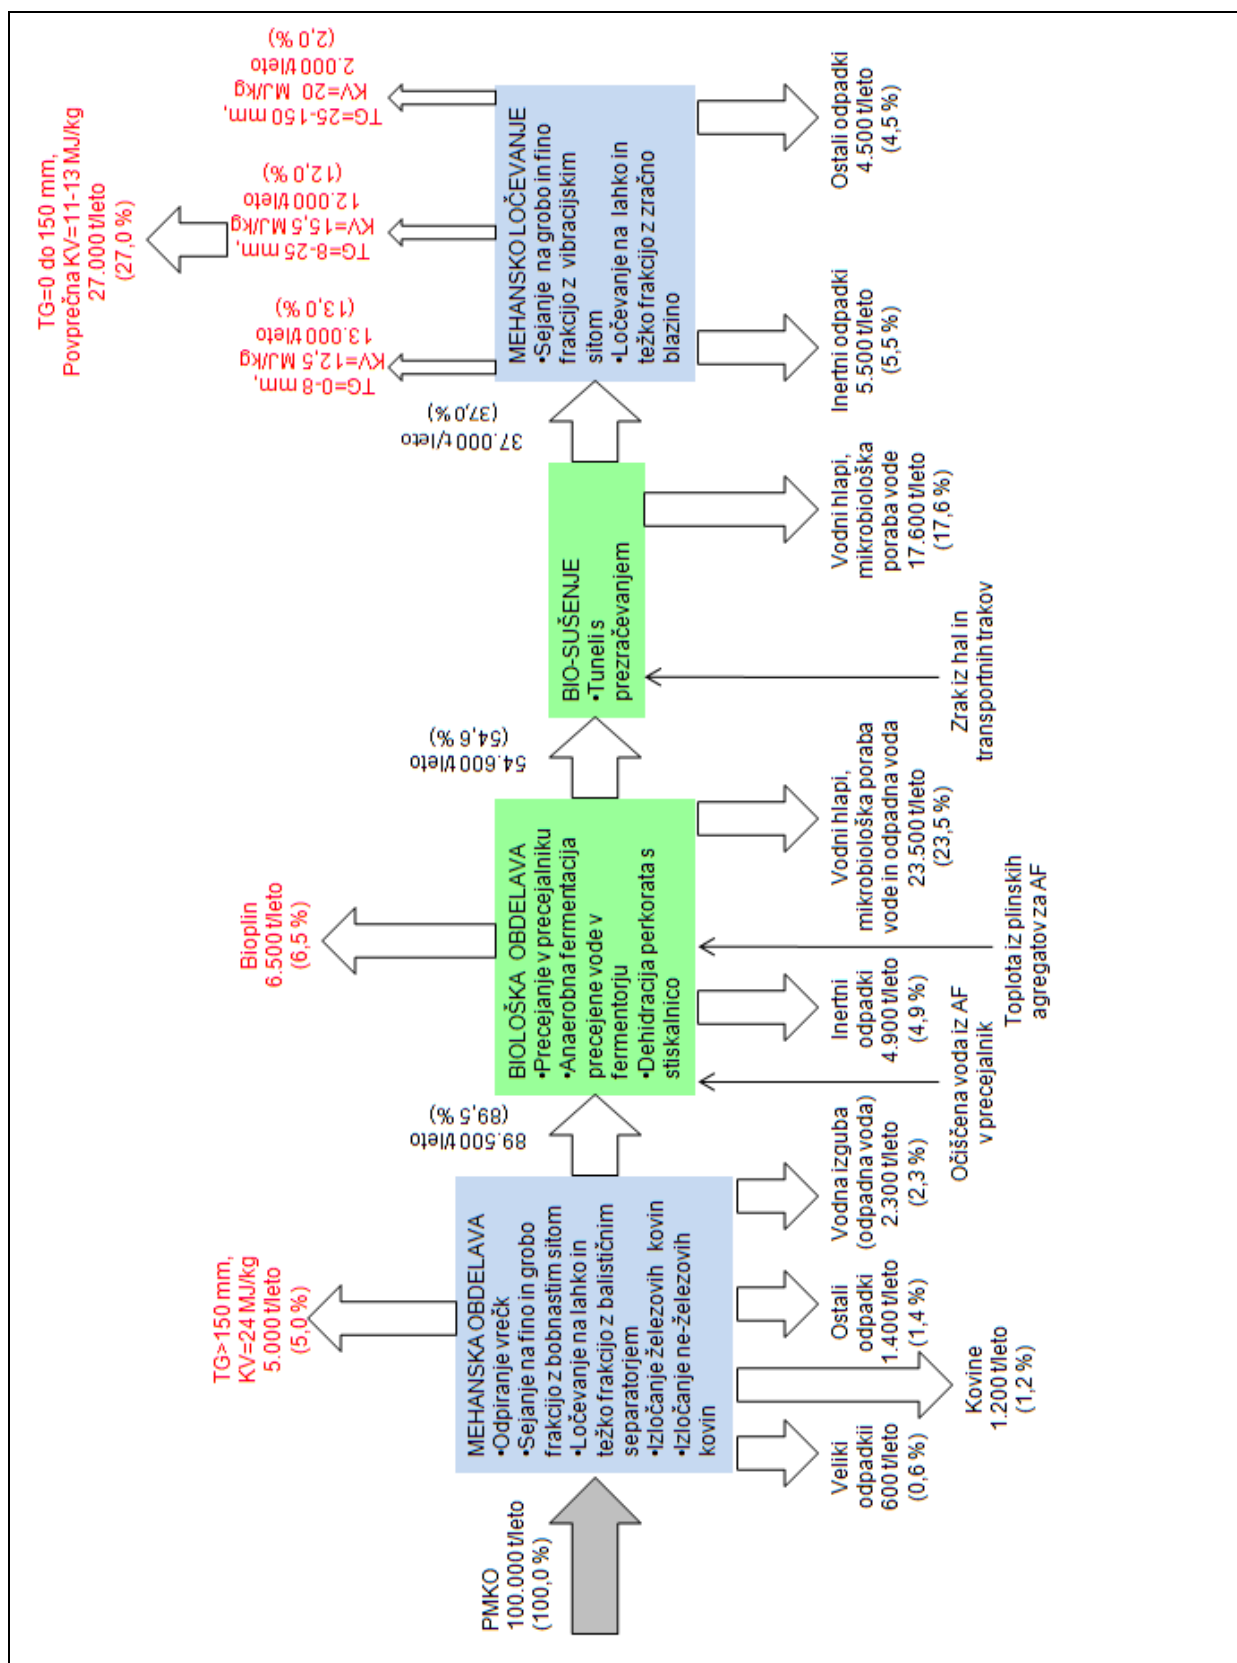 PMKO
100.000 t/leto
(100,0 %)
TG>150 mm,
KV=24 MJ/kg
5.000 t/leto
(5,0 %)
MEHANSKA OBDELAVA
•Odpiranje vrečk
•Sejanje na fino in grobo
frakcijo z bobnastim sitom
•Ločevanje na lahko in
težko frakcijo z balističnim
separatorjem
•Izločanje železovih kovin
•Izločanje ne-železovih
kovin
Veliki
odpadkii
600 t/leto
(0,6 %)
Kovine
1.200 t/leto
(1,2 %)
Ostali
odpadki
1.400 t/leto
(1,4 %)
Vodna izguba
(odpadna voda)
2.300 t/leto
(2,3 %)
89.500 t/leto
(89,5 %)
Bioplin
6.500 t/leto
(6,5 %)
BIOLOŠKA OBDELAVA
•Precejanje v precejalniku
•Anaerobna fermentacija
precejene vode v
fermentorju
•Dehidracija perkorata s
stiskalnico
Očiščena voda iz AF
v precejalnik
Inertni
odpadki
4.900 t/leto
(4,9 %)
Toplota iz plinskih
agregatov za AF
Vodni hlapi,
mikrobiološka poraba
vode in odpadna voda
23.500 t/leto
(23,5 %)
54.600 t/leto
(54,6 %)
BIO-SUŠENJE
•Tuneli s
prezračevanjem
Zrak iz hal in
transportnih trakov
Vodni hlapi,
mikrobiološka
poraba vode
17.600 t/leto
(17,6 %)
37.000 t/leto
(37,0 %)
TG=0 do 150 mm,
Povprečna KV=11-13 MJ/kg
27.000 t/leto
(27,0 %)
TG=0-8 mm,
KV=12,5 MJ/kg
13.000 t/leto
(13,0 %)
TG=8-25 mm,
KV=15,5 MJ/kg
12.000 t/leto
(12,0 %)
TG=25-150 mm,
KV=20 MJ/kg
2.000 t/leto
(2,0 %)
MEHANSKO LOČEVANJE
•Sejanje na grobo in fino
frakcijo z vibracijskim
sitom
•Ločevanje na lahko in
težko frakcijo z zračno
blazino
Inertni odpadki
5.500 t/leto
(5,5 %)
Ostali odpadki
4.500 t/leto
(4,5 %)